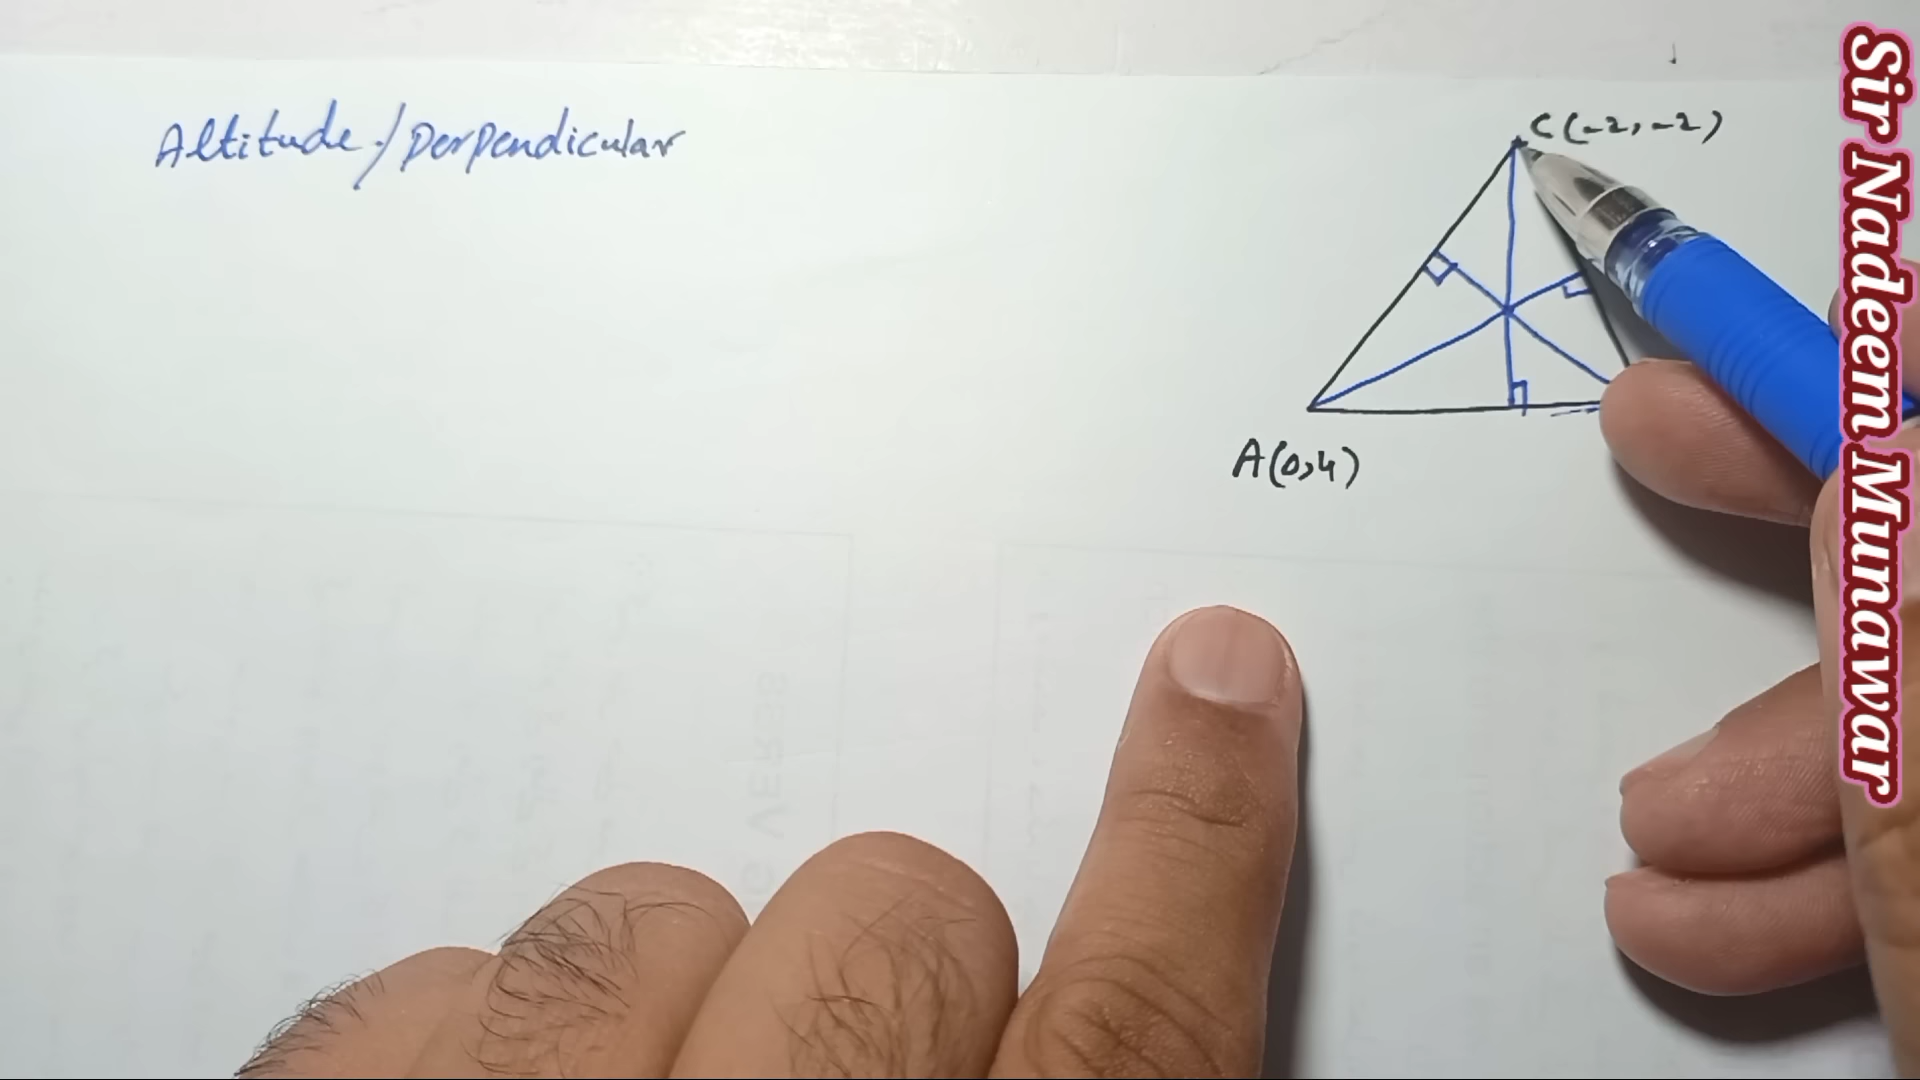 Altitude./perpendicular
C(-2,-2)
A(0,4)
Sir Nadeem Munawar